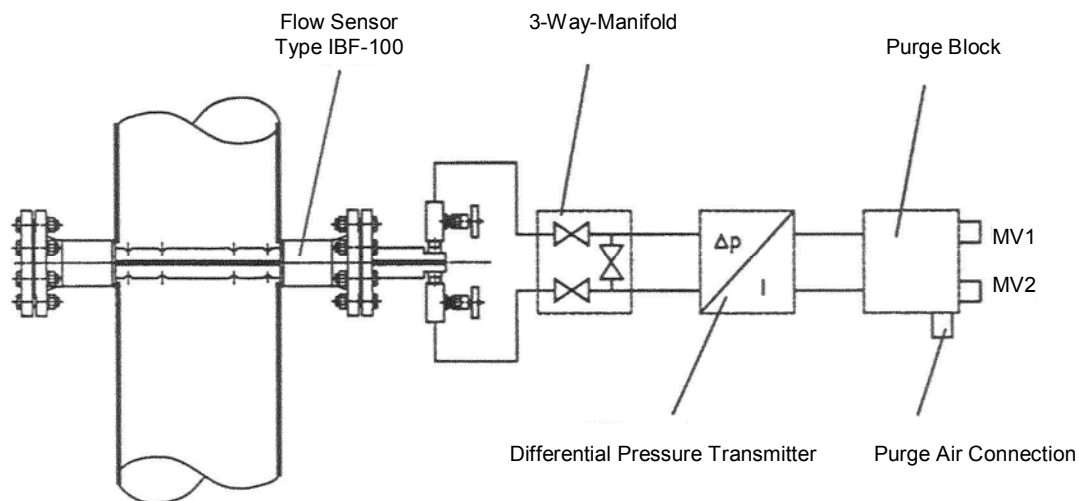 Flow Sensor
Type IBF-100
3-Way-Manifold
Purge Block
MV1
MV2
Δp
I
Differential Pressure Transmitter
Purge Air Connection